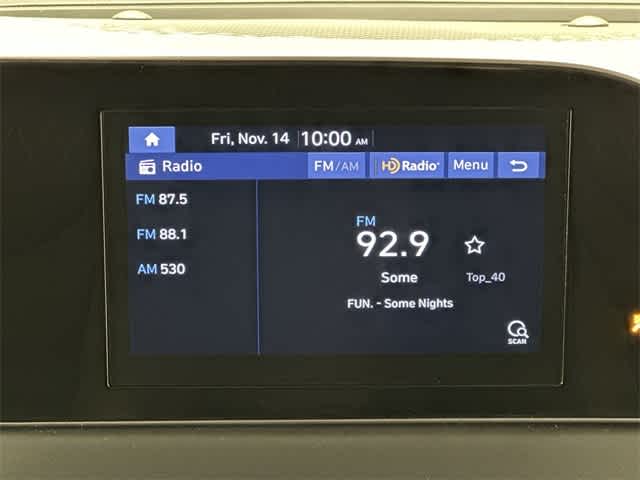 Fri, Nov. 14 10:00 AM
Radio FM/AM HD Radio Menu
FM 87.5
FM 88.1
AM 530
FM
92.9
Some Top_40
FUN. - Some Nights
SCAN